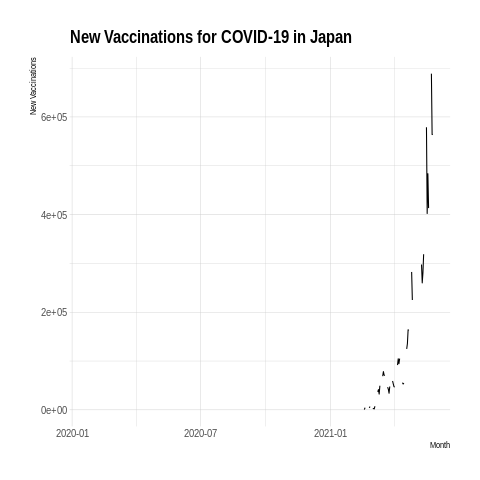 New Vaccinations for COVID-19 in Japan
New Vaccinations
6e+05
4e+05
2e+05
0e+00
2020-01
2020-07
2021-01
Month